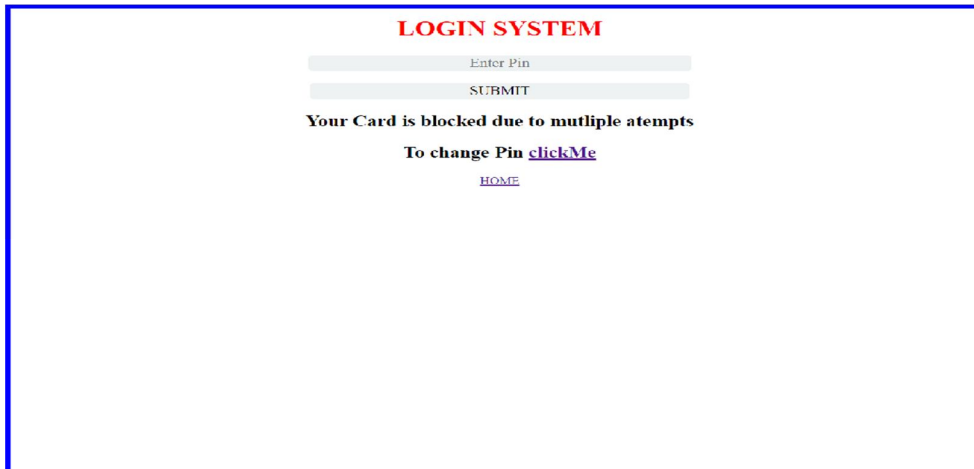 LOGIN SYSTEM
Enter Pin
SUBMIT
Your Card is blocked due to mutliple atempts
To change Pin clickMe
HOME